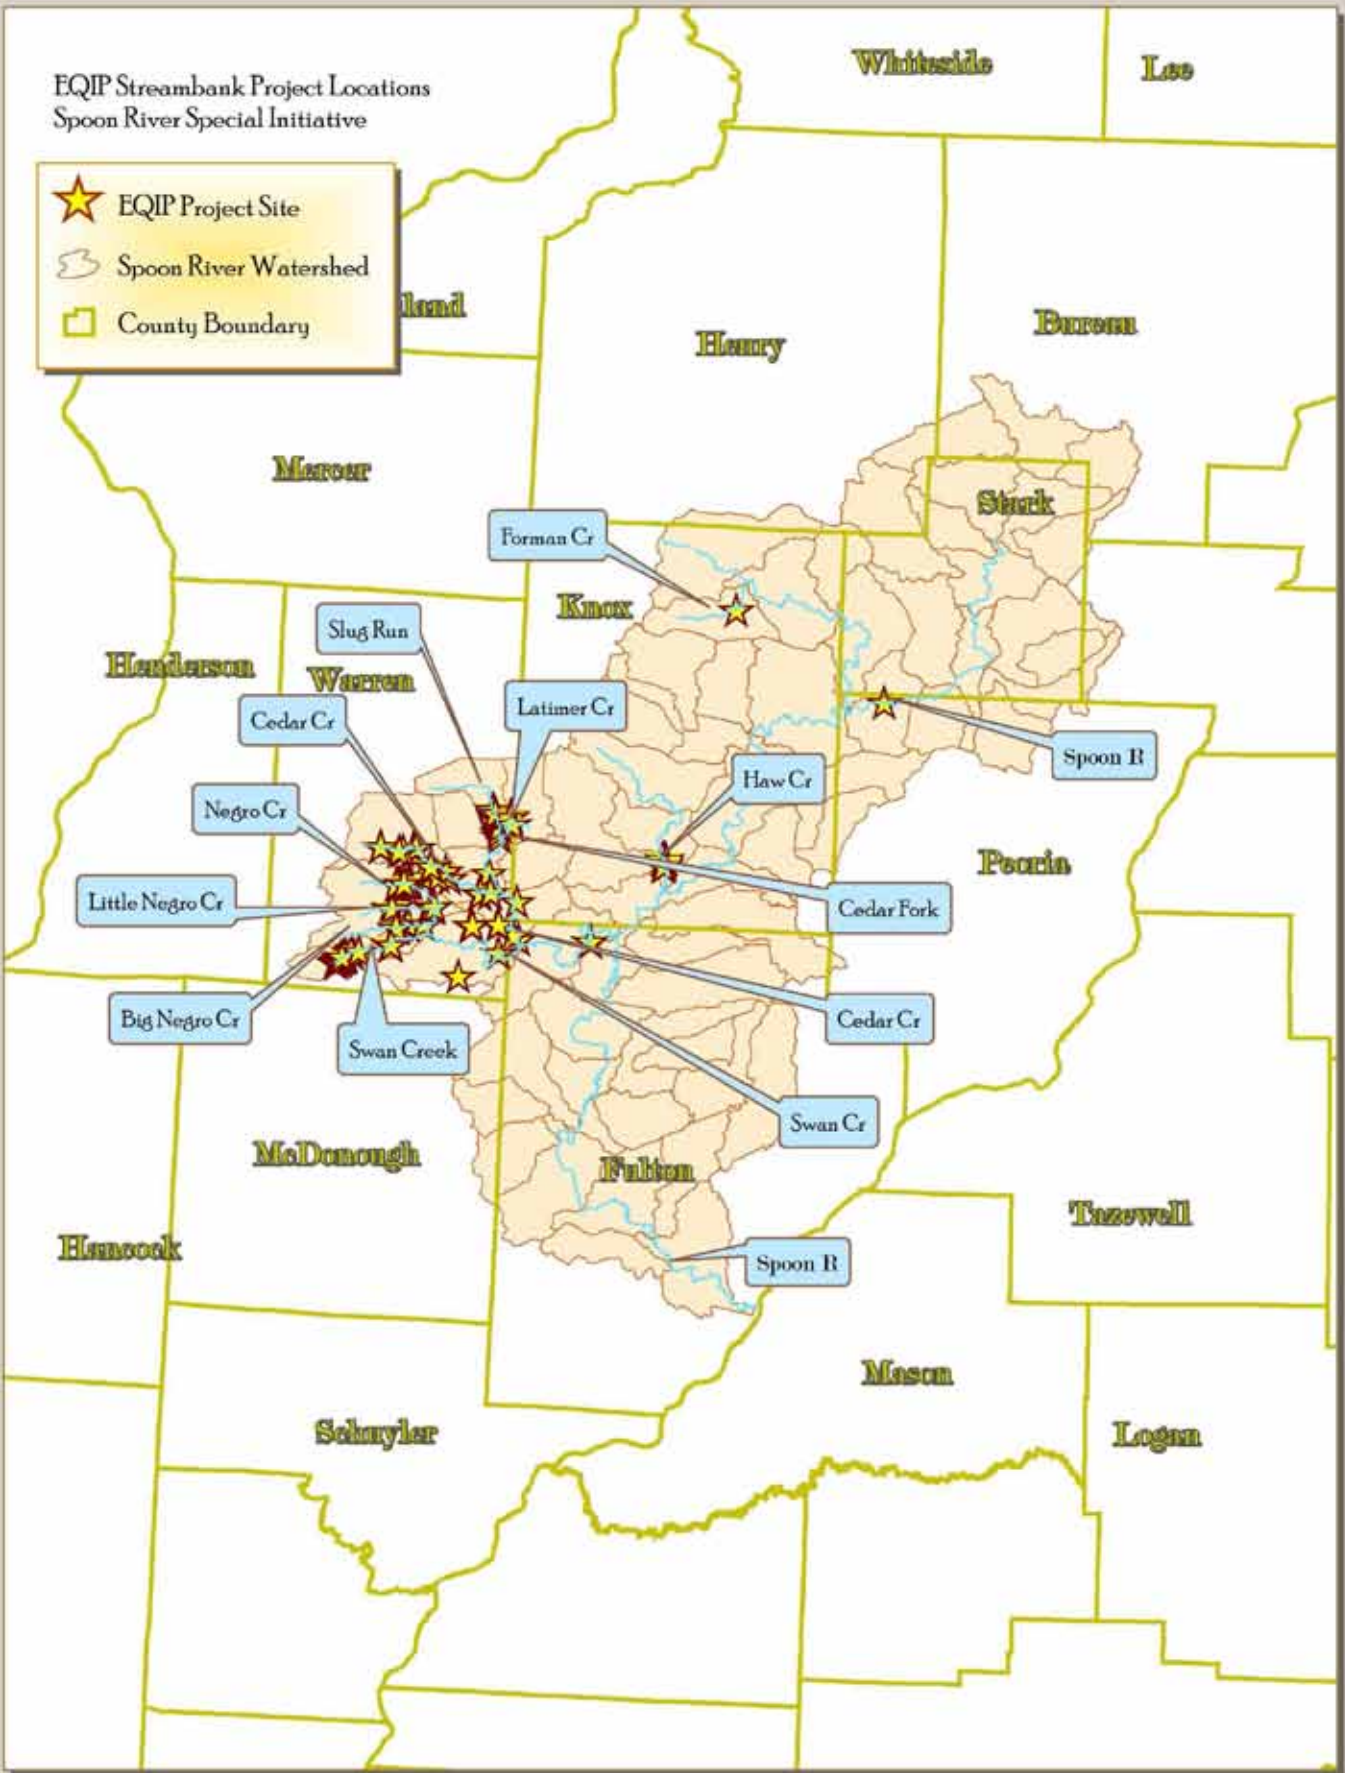 EQIP Streambank Project Locations
Spoon River Special Initiative
EQIP Project Site
Spoon River Watershed
County Boundary
Whiteside
Lee
land
Henry
Bureau
Mercer
Stark
Forman Cr
Knox
Slug Run
Henderson
Warren
Latimer Cr
Cedar Cr
Spoon R
Haw Cr
Negro Cr
Peoria
Little Negro Cr
Cedar Fork
Big Negro Cr
Cedar Cr
Swan Creek
Swan Cr
McDonough
Fulton
Tazewell
Hancock
Spoon R
Mason
Schuyler
Logan